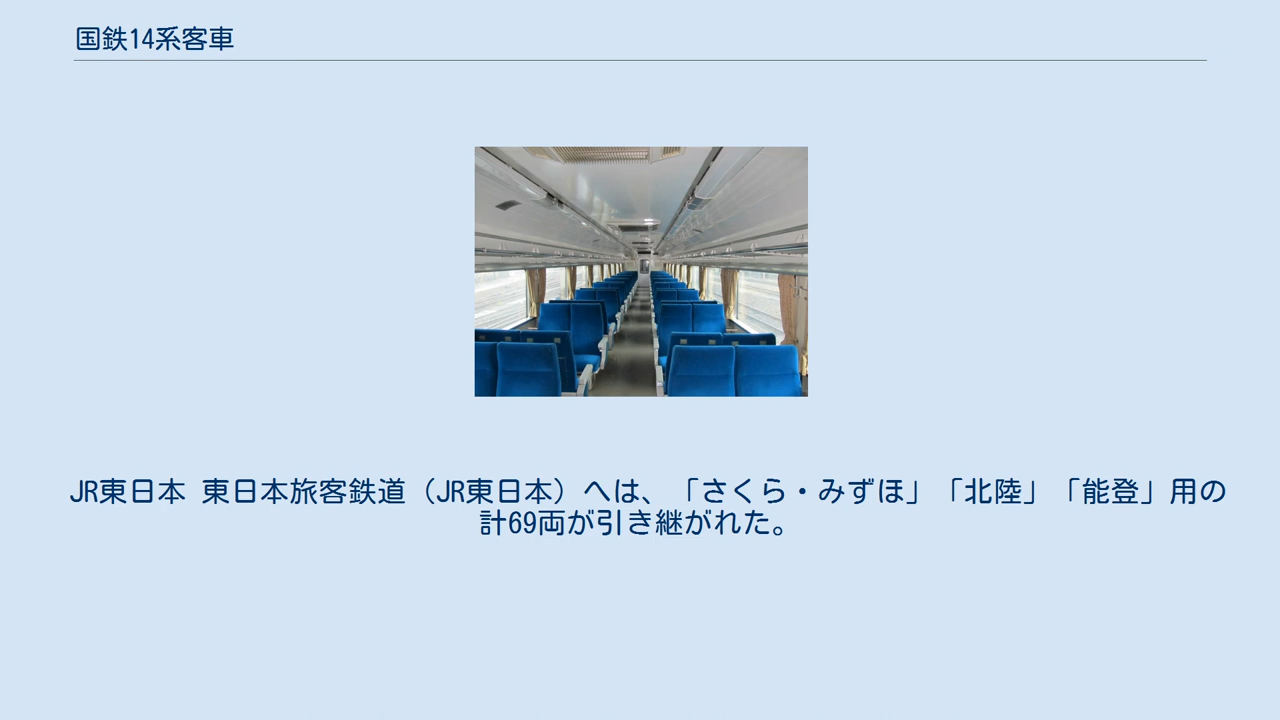 国鉄14系客車
JR東日本 東日本旅客鉄道（JR東日本）へは、「さくら・みずほ」「北陸」「能登」用の
計69両が引き継がれた。